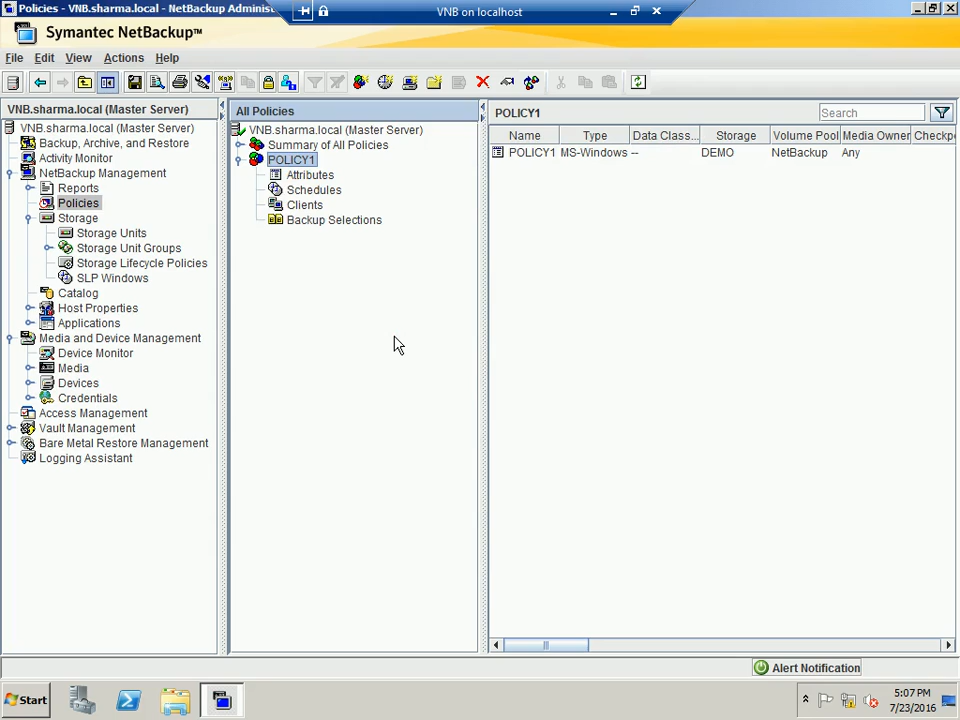 Policies - VNB.sharma.local - NetBackup Adminis
VNB on localhost
Symantec NetBackup™
File Edit View Actions Help
VNB.sharma.local (Master Server)
VNB.sharma.local (Master Server)
Backup, Archive, and Restore
Activity Monitor
NetBackup Management
Reports
Policies
Storage
Storage Units
Storage Unit Groups
Storage Lifecycle Policies
SLP Windows
Catalog
Host Properties
Applications
Media and Device Management
Device Monitor
Media
Devices
Credentials
Access Management
Vault Management
Bare Metal Restore Management
Logging Assistant
All Policies
VNB.sharma.local (Master Server)
Summary of All Policies
POLICY1
Attributes
Schedules
Clients
Backup Selections
POLICY1
Search
Name Type Data Class... Storage Volume Pool Media Owner Checkpo
POLICY1 MS-Windows -- DEMO NetBackup Any
Alert Notification
Start
5:07 PM
7/23/2016